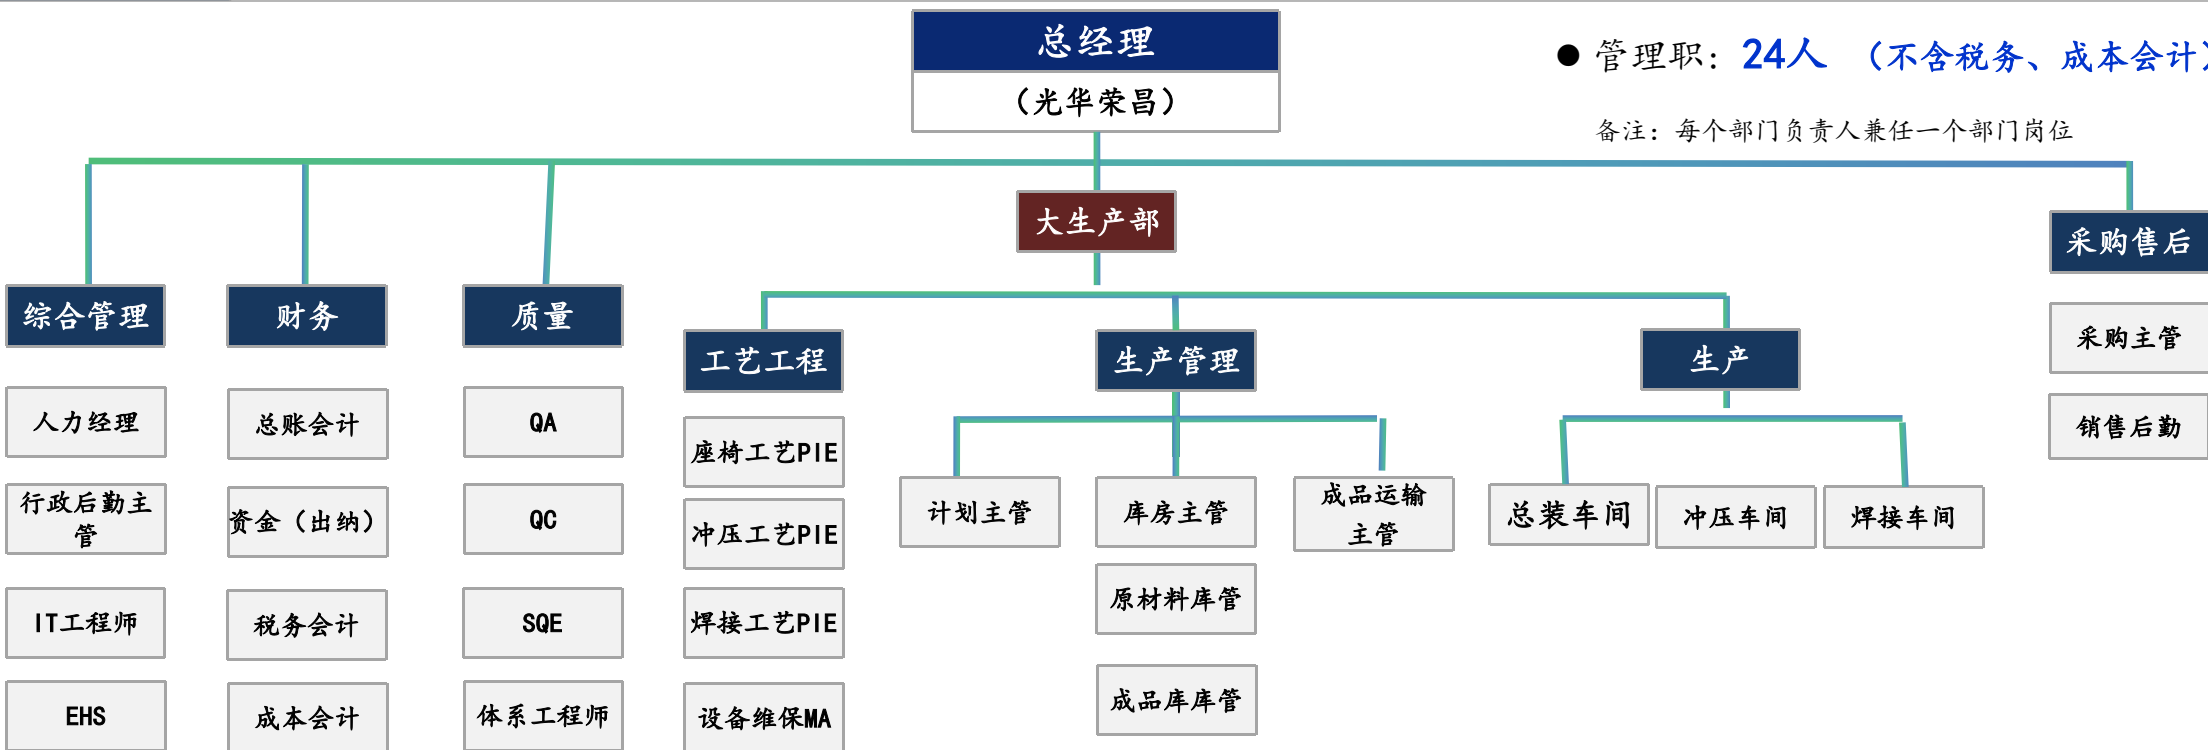 总经理
（光华荣昌）
● 管理职：24人 （不含税务、成本会计）
备注：每个部门负责人兼任一个部门岗位
大生产部
采购售后
采购主管
销售后勤
综合管理
人力经理
行政后勤主
管
IT工程师
EHS
财务
总账会计
资金（出纳）
税务会计
成本会计
质量
QA
QC
SQE
体系工程师
工艺工程
座椅工艺PIE
冲压工艺PIE
焊接工艺PIE
设备维保MA
生产管理
计划主管
库房主管
原材料库管
成品库库管
成品运输
主管
生产
总装车间
冲压车间
焊接车间